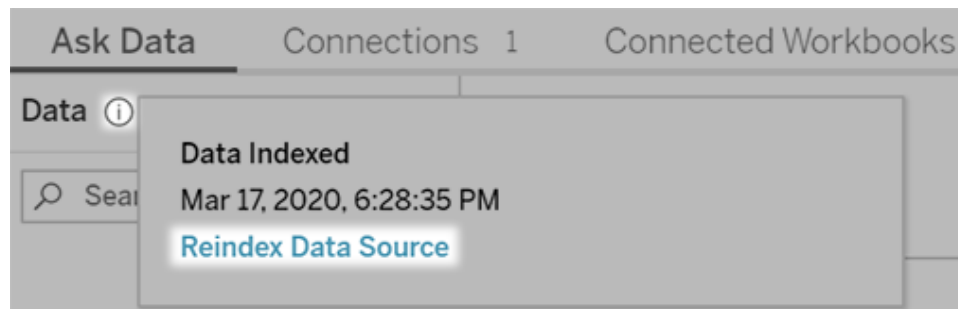 Ask Data Connections 1 Connected Workbooks
Data
Data Indexed
Mar 17, 2020, 6:28:35 PM
Reindex Data Source